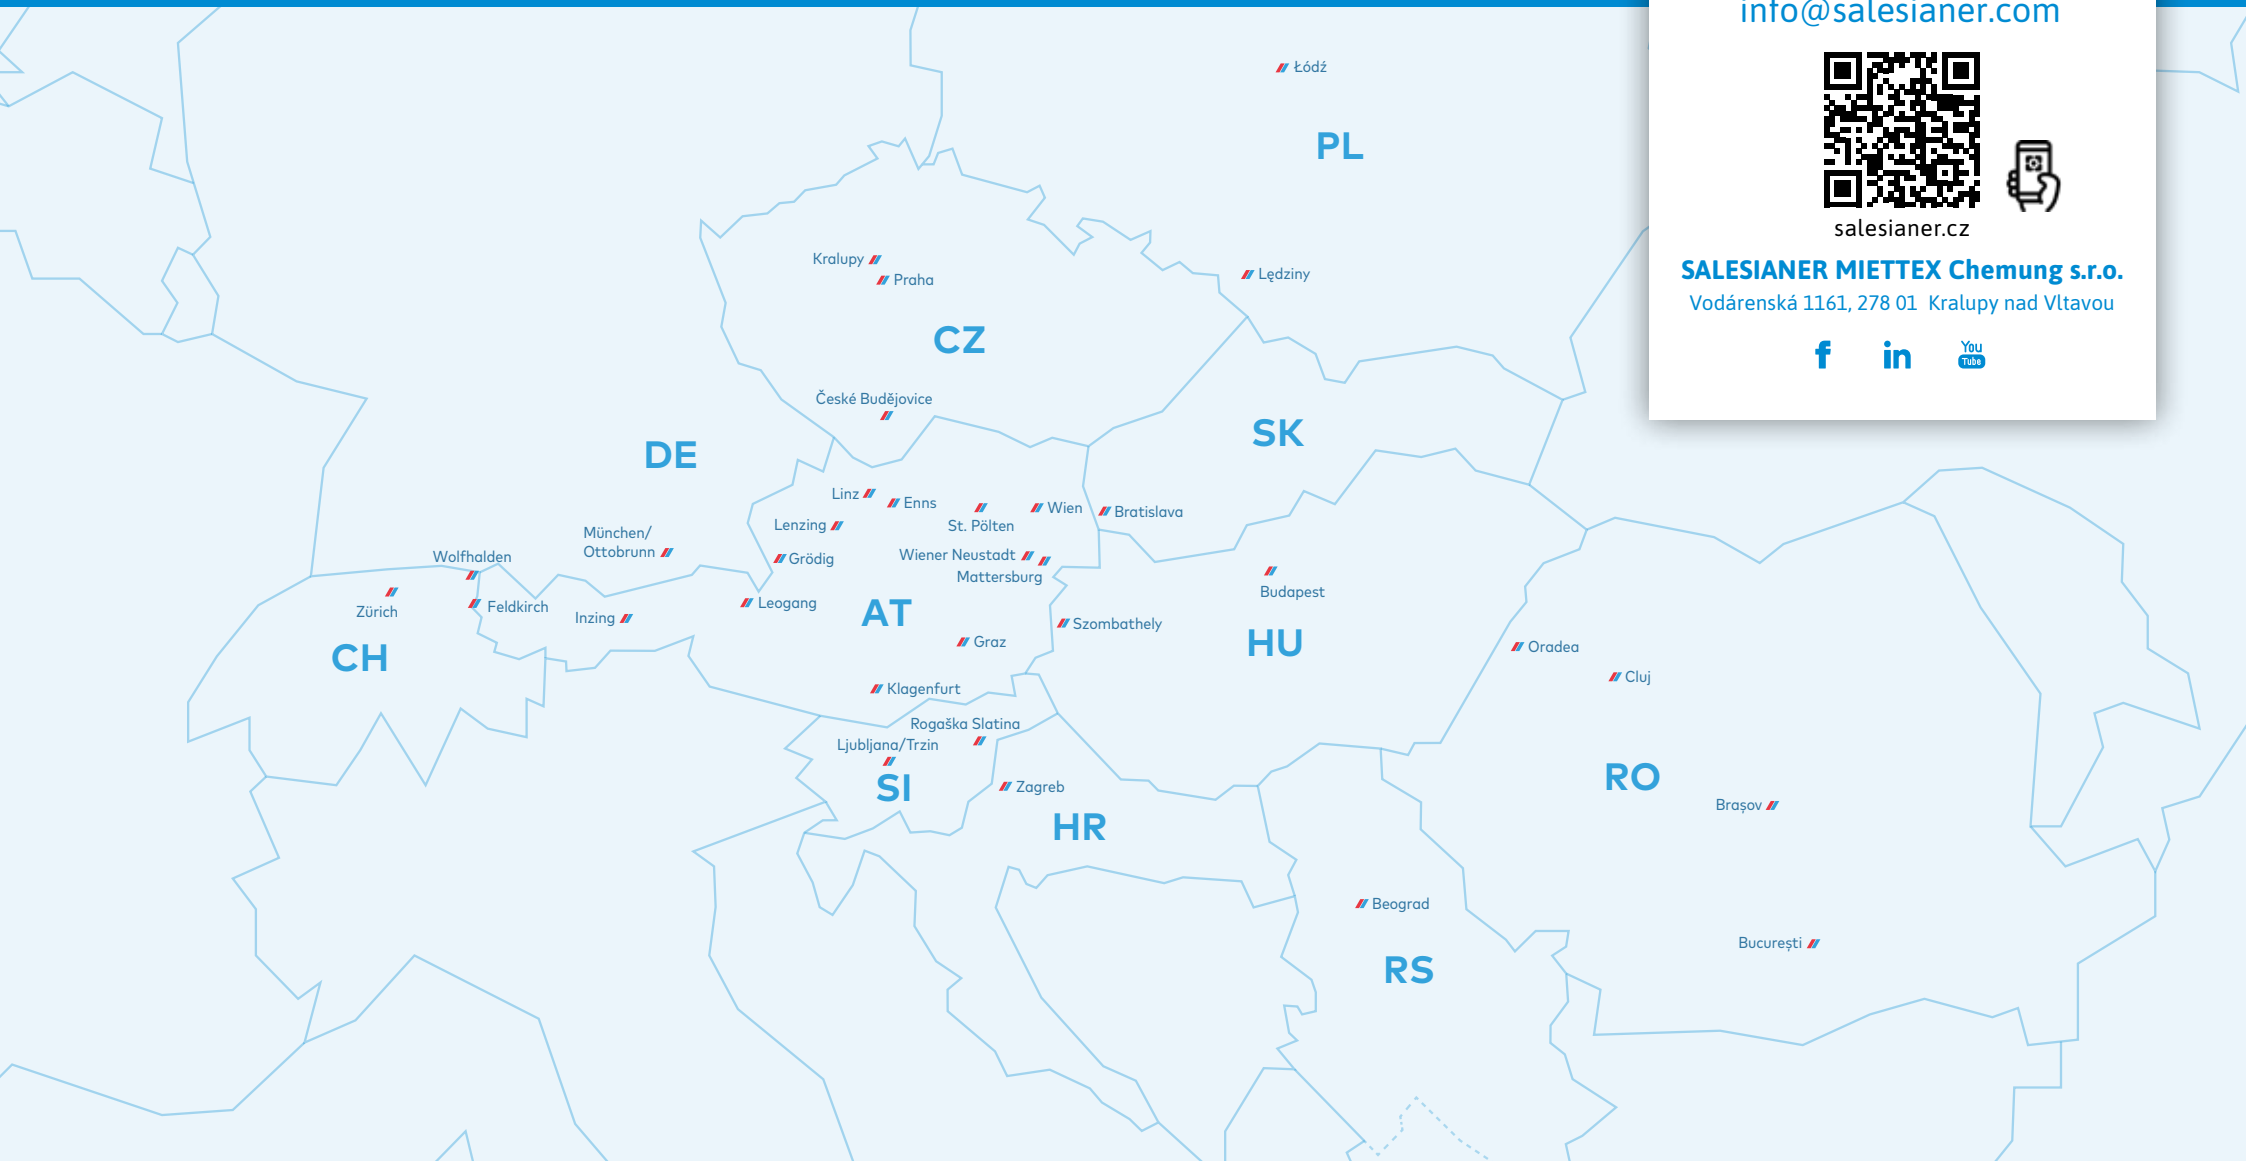 info@salesianer.com
salesianer.cz
SALESIANER MIETTEX Chemung s.r.o.
Vodárenská 1161, 278 01 Kralupy nad Vltavou
f
in
You
Tube
Łódź
PL
Kralupy
Praha
Lędziny
CZ
České Budějovice
SK
DE
Linz
Enns
St. Pölten
Wien
Bratislava
Lenzing
München/
Ottobrunn
Wolfhalden
Grödig
Wiener Neustadt
Mattersburg
Budapest
Zürich
Feldkirch
Inzing
Leogang
AT
Szombathely
Graz
HU
Oradea
CH
Cluj
Klagenfurt
Rogaška Slatina
Ljubljana/Trzin
SI
Zagreb
HR
RO
Brașov
Beograd
București
RS